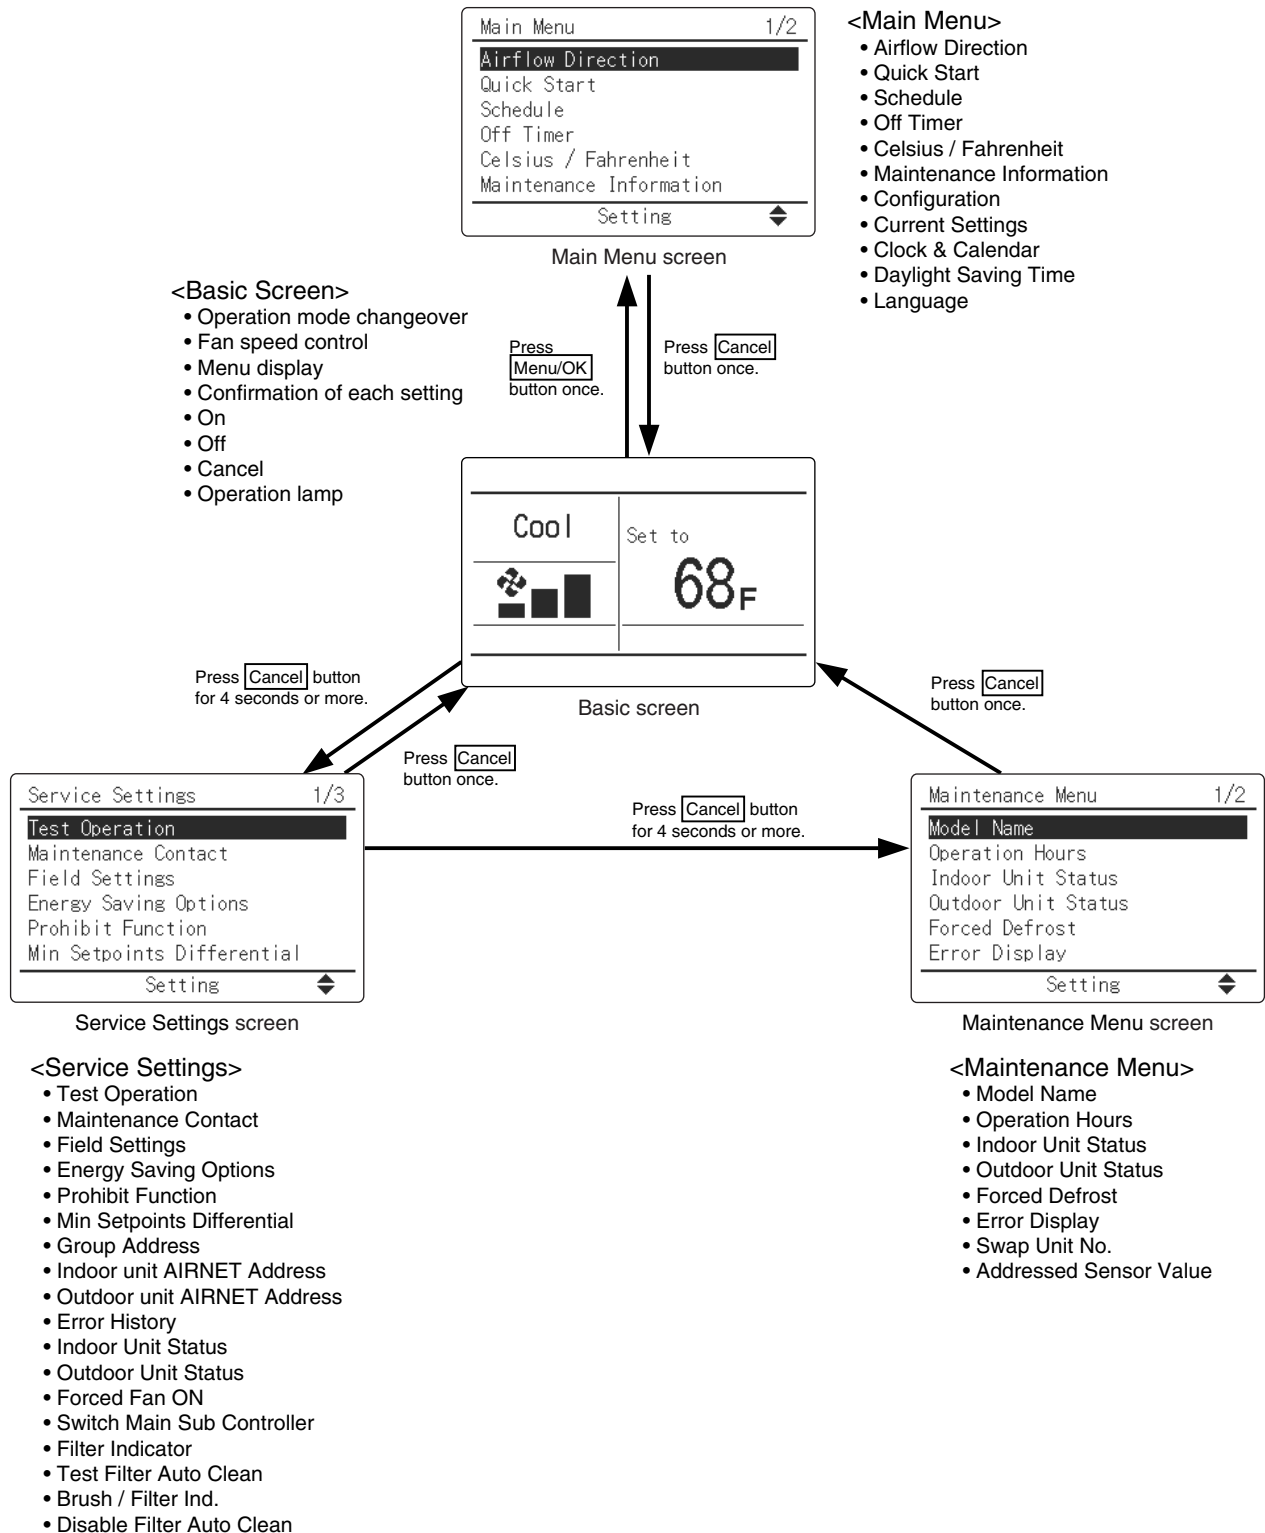 Main Menu 1/2
Airflow Direction
Quick Start
Schedule
Off Timer
Celsius / Fahrenheit
Maintenance Information
Setting
Main Menu screen
<Main Menu>
• Airflow Direction
• Quick Start
• Schedule
• Off Timer
• Celsius / Fahrenheit
• Maintenance Information
• Configuration
• Current Settings
• Clock & Calendar
• Daylight Saving Time
• Language
<Basic Screen>
• Operation mode changeover
• Fan speed control
• Menu display
• Confirmation of each setting
• On
• Off
• Cancel
• Operation lamp
Press
Menu/OK
button once.
Press Cancel
button once.
Cool
Set to
68F
Basic screen
Press Cancel button
for 4 seconds or more.
Press Cancel
button once.
Press Cancel
button once.
Press Cancel button
for 4 seconds or more.
Service Settings 1/3
Test Operation
Maintenance Contact
Field Settings
Energy Saving Options
Prohibit Function
Min Setpoints Differential
Setting
Service Settings screen
Maintenance Menu 1/2
Model Name
Operation Hours
Indoor Unit Status
Outdoor Unit Status
Forced Defrost
Error Display
Setting
Maintenance Menu screen
<Service Settings>
• Test Operation
• Maintenance Contact
• Field Settings
• Energy Saving Options
• Prohibit Function
• Min Setpoints Differential
• Group Address
• Indoor unit AIRNET Address
• Outdoor unit AIRNET Address
• Error History
• Indoor Unit Status
• Outdoor Unit Status
• Forced Fan ON
• Switch Main Sub Controller
• Filter Indicator
• Test Filter Auto Clean
• Brush / Filter Ind.
• Disable Filter Auto Clean
<Maintenance Menu>
• Model Name
• Operation Hours
• Indoor Unit Status
• Outdoor Unit Status
• Forced Defrost
• Error Display
• Swap Unit No.
• Addressed Sensor Value